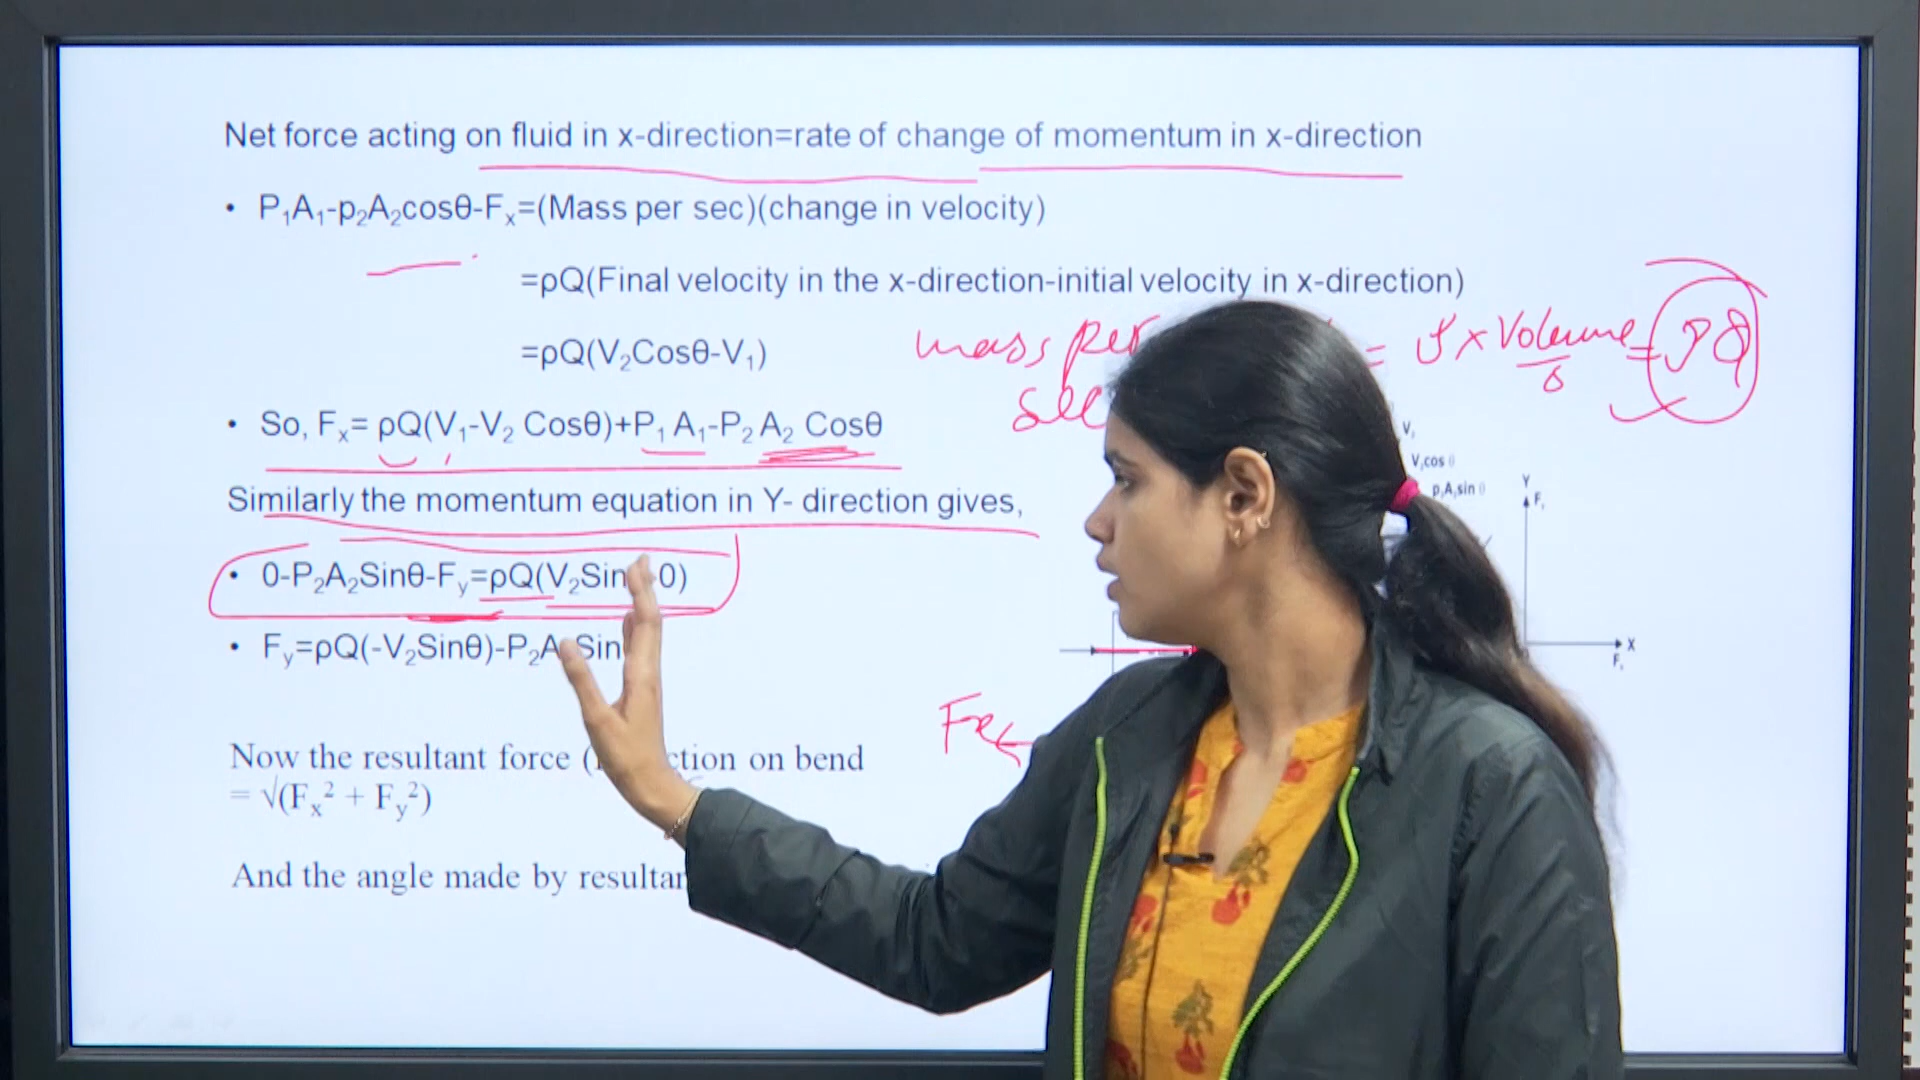 Net force acting on fluid in x-direction=rate of change of momentum in x-direction
• P₁A₁-p₂A₂cosθ-Fₓ=(Mass per sec)(change in velocity)
=ρQ(Final velocity in the x-direction-initial velocity in x-direction)
=ρQ(V₂Cosθ-V₁)
mass per = ρ x Volume/s = ρQ
sec
• So, Fₓ= ρQ(V₁-V₂ Cosθ)+P₁ A₁-P₂ A₂ Cosθ
V₂cos θ
p₂A₂sin θ
Y
Similarly the momentum equation in Y- direction gives,
• 0-P₂A₂Sinθ-Fy=ρQ(V₂Sin 0)
• Fy=ρQ(-V₂Sinθ)-P₂A Sin
X
Fx
Now the resultant force ction on bend
= √(Fₓ² + Fy²)
And the angle made by